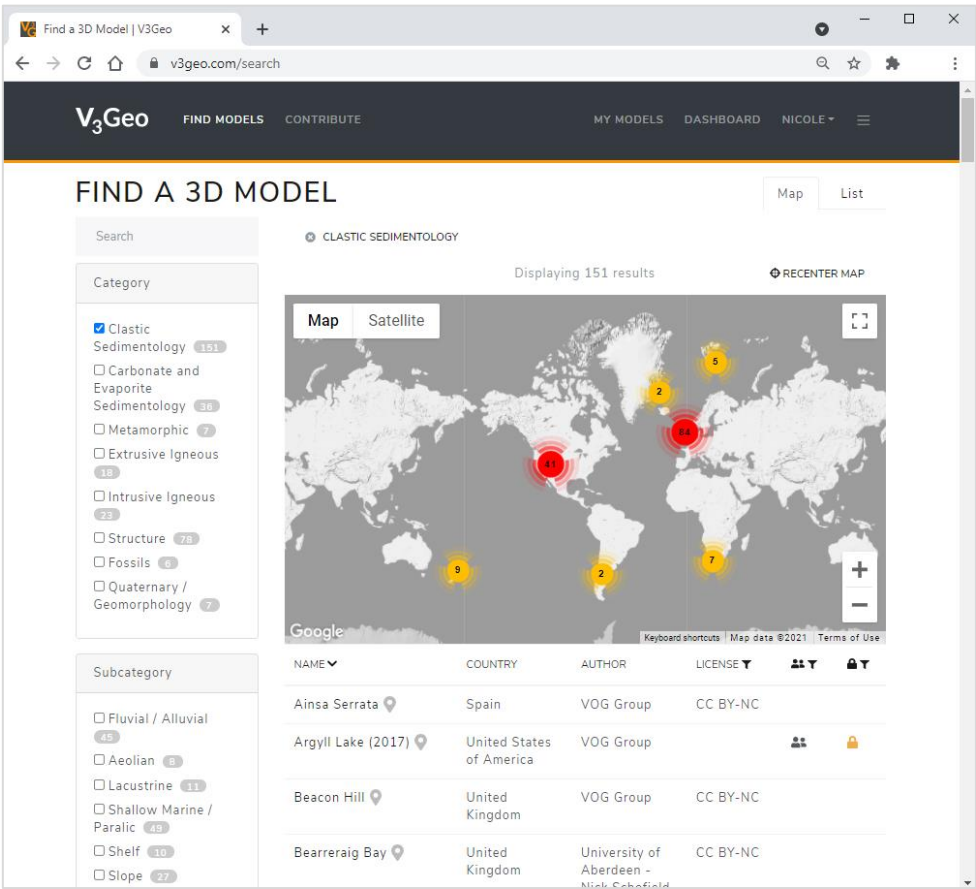 Find a 3D Model | V3Geo
v3geo.com/search
V3Geo
FIND MODELS
CONTRIBUTE
MY MODELS
DASHBOARD
NICOLE
FIND A 3D MODEL
Map
List
Search
CLASTIC SEDIMENTOLOGY
Displaying 151 results
RECENTER MAP
Category
Clastic
Sedimentology 151
Carbonate and
Evaporite
Sedimentology 36
Metamorphic 7
Extrusive Igneous
18
Intrusive Igneous
23
Structure 78
Fossils 6
Quaternary /
Geomorphology 7
Map
Satellite
5
2
84
41
9
2
7
Google
Keyboard shortcuts
Map data ©2021
Terms of Use
Subcategory
Fluvial / Alluvial
45
Aeolian 8
Lacustrine 11
Shallow Marine /
Paralic 49
Shelf 10
Slope 27
NAME COUNTRY AUTHOR LICENSE
Ainsa Serrata Spain VOG Group CC BY-NC
Argyll Lake (2017) United States VOG Group
of America
Beacon Hill United VOG Group CC BY-NC
Kingdom
Bearreraig Bay United University of CC BY-NC
Kingdom Aberdeen -
Nick Schofield